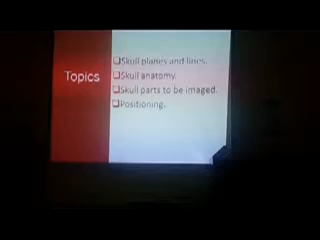 Topics
❑Skull planes and lines.
❑Skull anatomy.
❑Skull parts to be imaged.
❑Positioning.